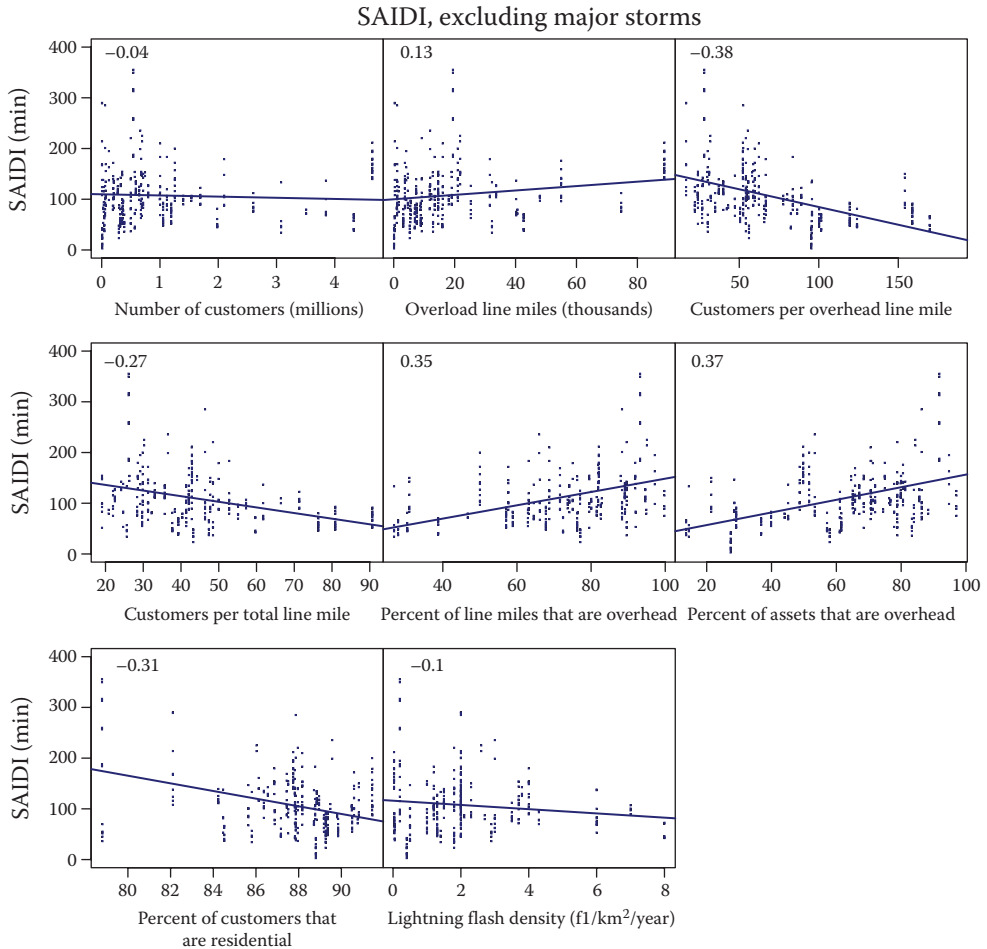 SAIDI, excluding major storms
−0.04 0.13 −0.38
400
300
200
100
0
SAIDI (min)
0 1 2 3 4 0 20 40 60 80 50 100 150
Number of customers (millions) Overload line miles (thousands) Customers per overhead line mile
−0.27 0.35 0.37
400
300
200
100
0
SAIDI (min)
20 30 40 50 60 70 80 90 40 60 80 100 20 40 60 80 100
Customers per total line mile Percent of line miles that are overhead Percent of assets that are overhead
−0.31 −0.1
400
300
200
100
0
SAIDI (min)
80 82 84 86 88 90 0 2 4 6 8
Percent of customers that
are residential
Lightning flash density (f1/km²/year)